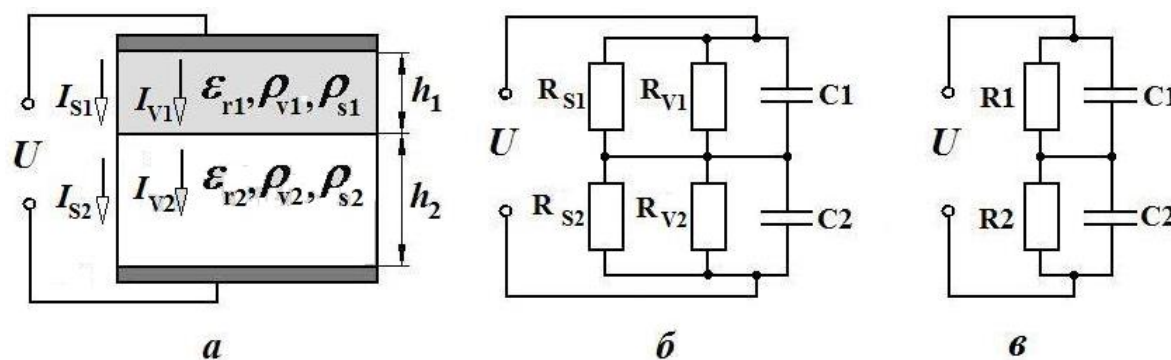 U
I_S1
I_V1
ε_r1, ρ_v1, ρ_s1
h_1
I_S2
I_V2
ε_r2, ρ_v2, ρ_s2
h_2
а
U
R_S1
R_V1
C1
R_S2
R_V2
C2
б
U
R1
C1
R2
C2
в